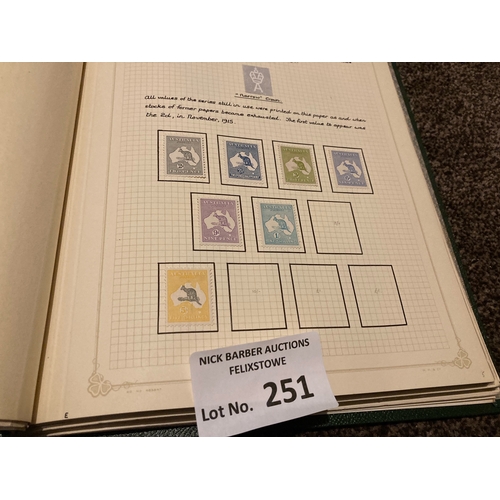 "Narrow" Crown.
All values of the series still in use were printed on this paper as and when
stocks of former papers became exhausted. The first value to appear was
the 2d., in November, 1915.
NICK BARBER AUCTIONS
FELIXSTOWE
Lot No. 251
E